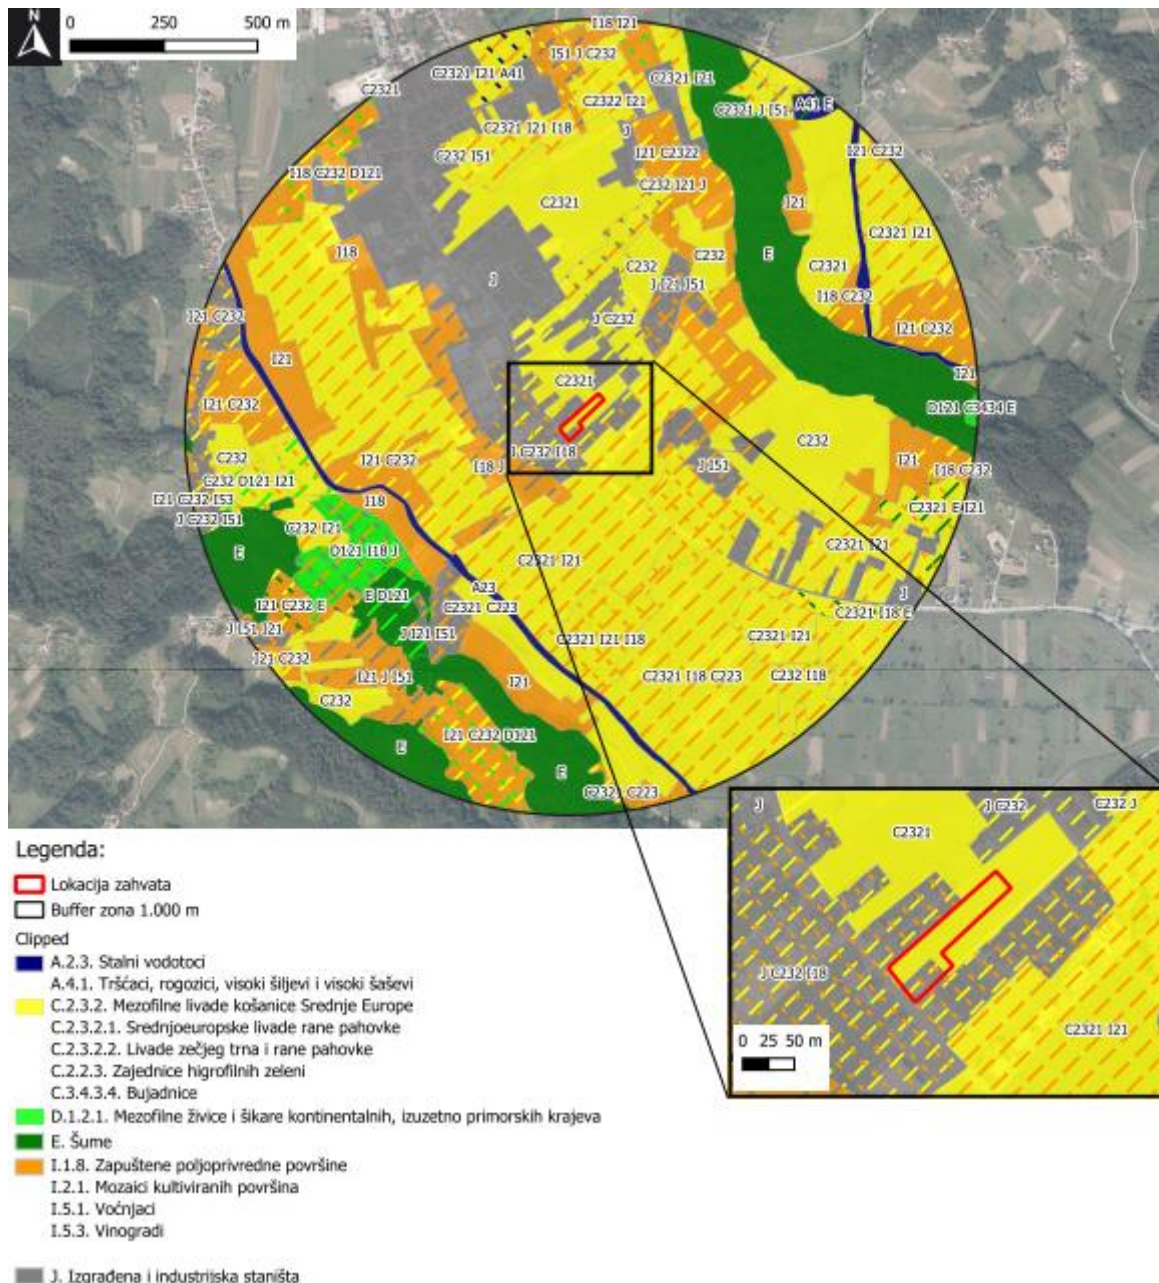 N
0 250 500 m
I18 I21
I51 J C232
C2321 I21 A41
C2321 I21
C2321
C2322 I21
C2321 J I51
A41 E
C2321 I21 I18
J
C232 I51
I21 C2322
I21 C232
I18 C232 D121
C232 I21 J
C2321
I21
C2321 I21
I18
C232
E
C232
C2321
J
J I21 I51
I18 C232
I21 C232
J C232
I21 C232
I21
I21
C2321
I21 C232
D121 C3434 E
C232
J C232 I18
C232
I21 C232
I18 J
J I51
I21
I18 C232
C232 D121 I21
I21 C232 I53
I18
C2321 E I21
J C232 I51
C232 I21
E
D121 I18 J
C2321 I21
C2321 I21
A23
E D121
J
C2321 C223
I21 C232 E
C2321 I18 E
J I51 I21
J I21 I51
C2321 I21 I18
C2321 I21
I21 C232
I21 J I51
I21
C2321 I18 C223
C232 I18
C232
I21 C232 D121
E
E
C232 C223
J
J C232
C232 J
C2321
J C232 I18
C2321 I21
0 25 50 m
Legenda:
Lokacija zahvata
Buffer zona 1.000 m
Clipped
A.2.3. Stalni vodotoci
A.4.1. Tršćaci, rogozici, visoki šiljevi i visoki šaševi
C.2.3.2. Mezofilne livade košanice Srednje Europe
C.2.3.2.1. Srednjoeuropske livade rane pahovke
C.2.3.2.2. Livade zečjeg trna i rane pahovke
C.2.2.3. Zajednice higrofilnih zeleni
C.3.4.3.4. Bujadnice
D.1.2.1. Mezofilne živice i šikare kontinentalnih, izuzetno primorskih krajeva
E. Šume
I.1.8. Zapuštene poljoprivredne površine
I.2.1. Mozaici kultiviranih površina
I.5.1. Voćnjaci
I.5.3. Vinogradi
J. Izgrađena i industrijska staništa